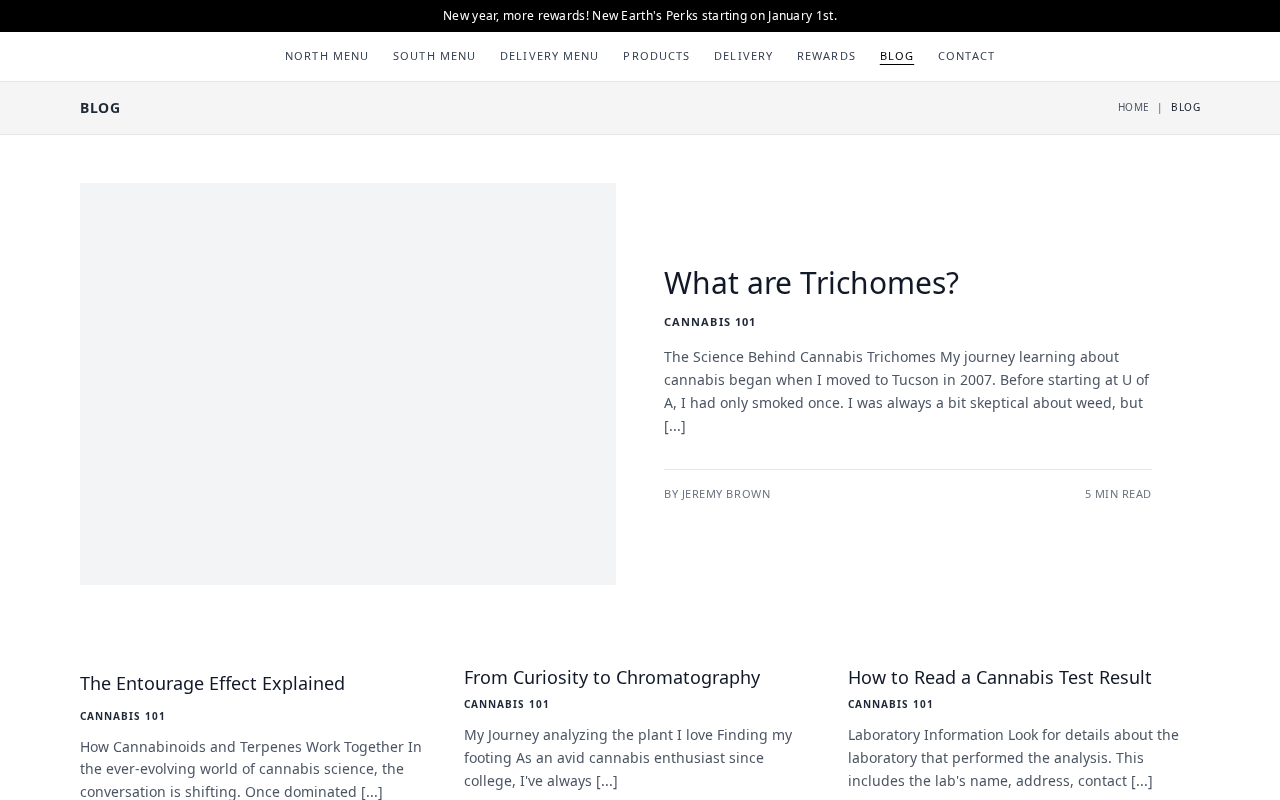 New year, more rewards! New Earth's Perks starting on January 1st.
NORTH MENU SOUTH MENU DELIVERY MENU PRODUCTS DELIVERY REWARDS BLOG CONTACT
BLOG
HOME | BLOG
What are Trichomes?
CANNABIS 101
The Science Behind Cannabis Trichomes My journey learning about
cannabis began when I moved to Tucson in 2007. Before starting at U of
A, I had only smoked once. I was always a bit skeptical about weed, but
[...]
BY JEREMY BROWN
5 MIN READ
The Entourage Effect Explained
CANNABIS 101
How Cannabinoids and Terpenes Work Together In
the ever-evolving world of cannabis science, the
conversation is shifting. Once dominated [...]
From Curiosity to Chromatography
CANNABIS 101
My Journey analyzing the plant I love Finding my
footing As an avid cannabis enthusiast since
college, I've always [...]
How to Read a Cannabis Test Result
CANNABIS 101
Laboratory Information Look for details about the
laboratory that performed the analysis. This
includes the lab's name, address, contact [...]